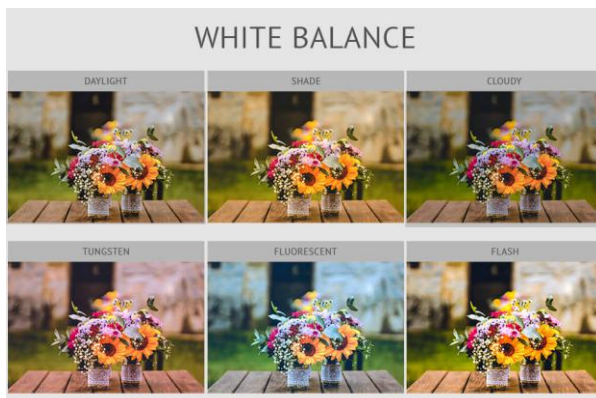 WHITE BALANCE
DAYLIGHT
SHADE
CLOUDY
TUNGSTEN
FLUORESCENT
FLASH